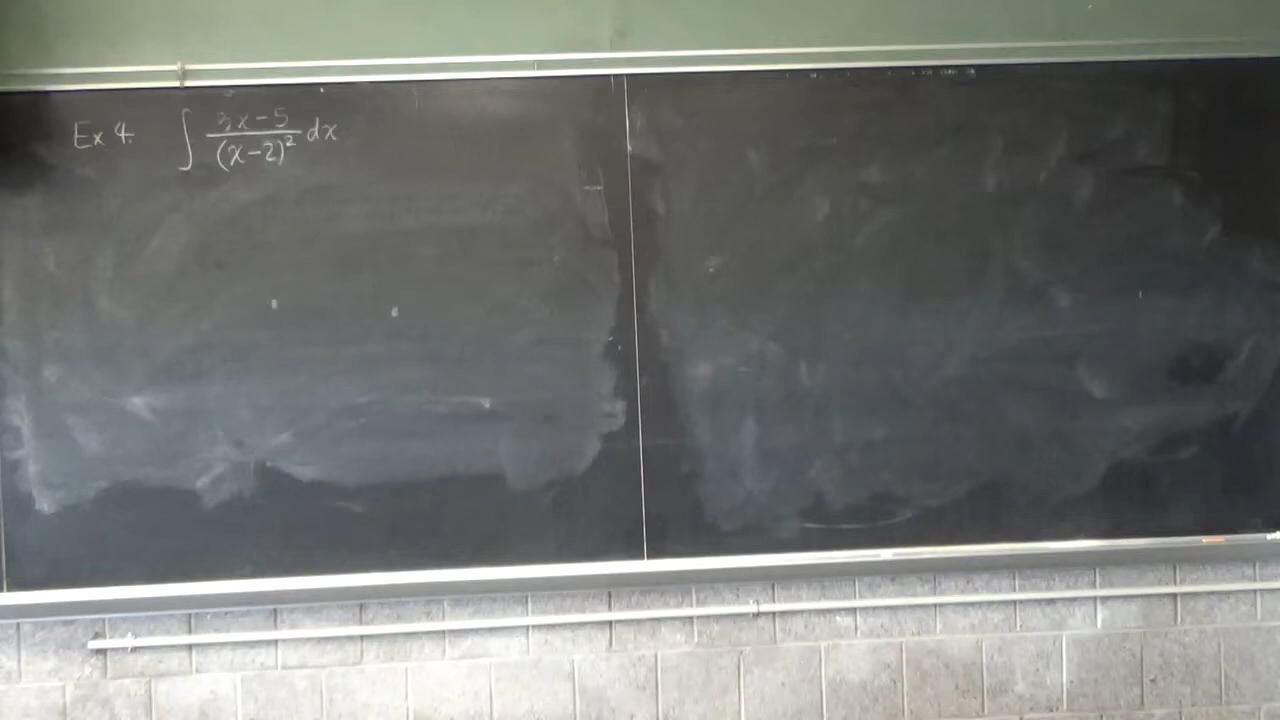 Ex 4. ∫ (3x-5)/(x-2)² dx